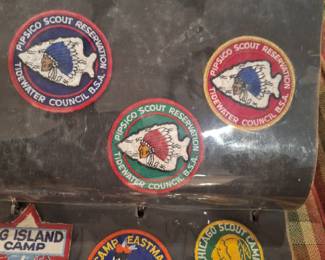 PIPSICO SCOUT RESERVATION
TIDEWATER COUNCIL B.S.A.
PIPSICO SCOUT RESERVATION
TIDEWATER COUNCIL B.S.A.
PIPSICO SCOUT RESERVATION
TIDEWATER COUNCIL B.S.A.
G ISLAND
CAMP
CAMP EASTMAN
CHICAGO SCOUT CAMP